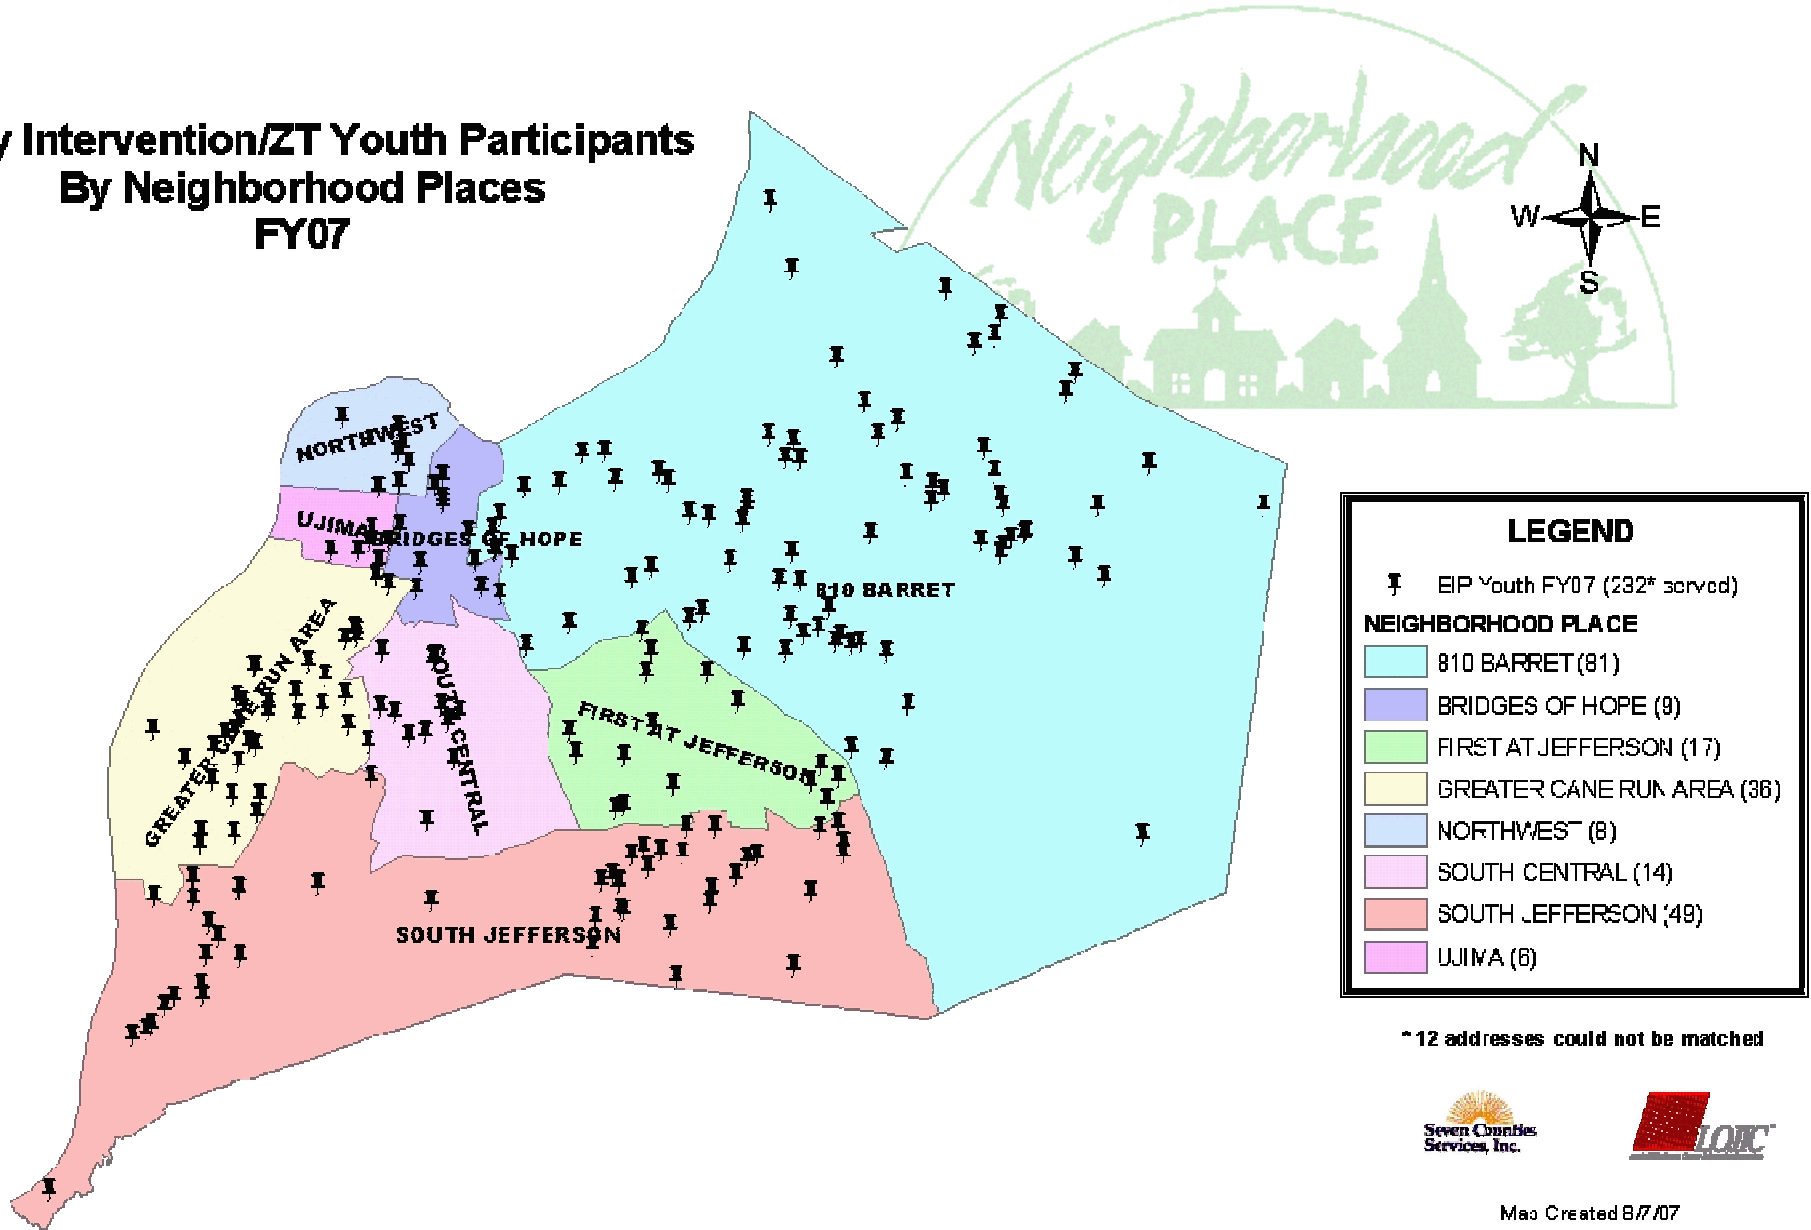 y Intervention/ZT Youth Participants
By Neighborhood Places
FY07
Neighborhood
PLACE
N
W E
S
NORTHWEST
UJIMA
BRIDGES OF HOPE
810 BARRET
GREATER CANE RUN AREA
SOUTH CENTRAL
FIRST AT JEFFERSON
SOUTH JEFFERSON
LEGEND
EIP Youth FY07 (232* served)
NEIGHBORHOOD PLACE
810 BARRET (81)
BRIDGES OF HOPE (9)
FIRST AT JEFFERSON (17)
GREATER CANE RUN AREA (36)
NORTHWEST (8)
SOUTH CENTRAL (14)
SOUTH JEFFERSON (49)
UJIMA (6)
* 12 addresses could not be matched
Seven Counties
Services, Inc.
LOJIC
Map Created 8/7/07